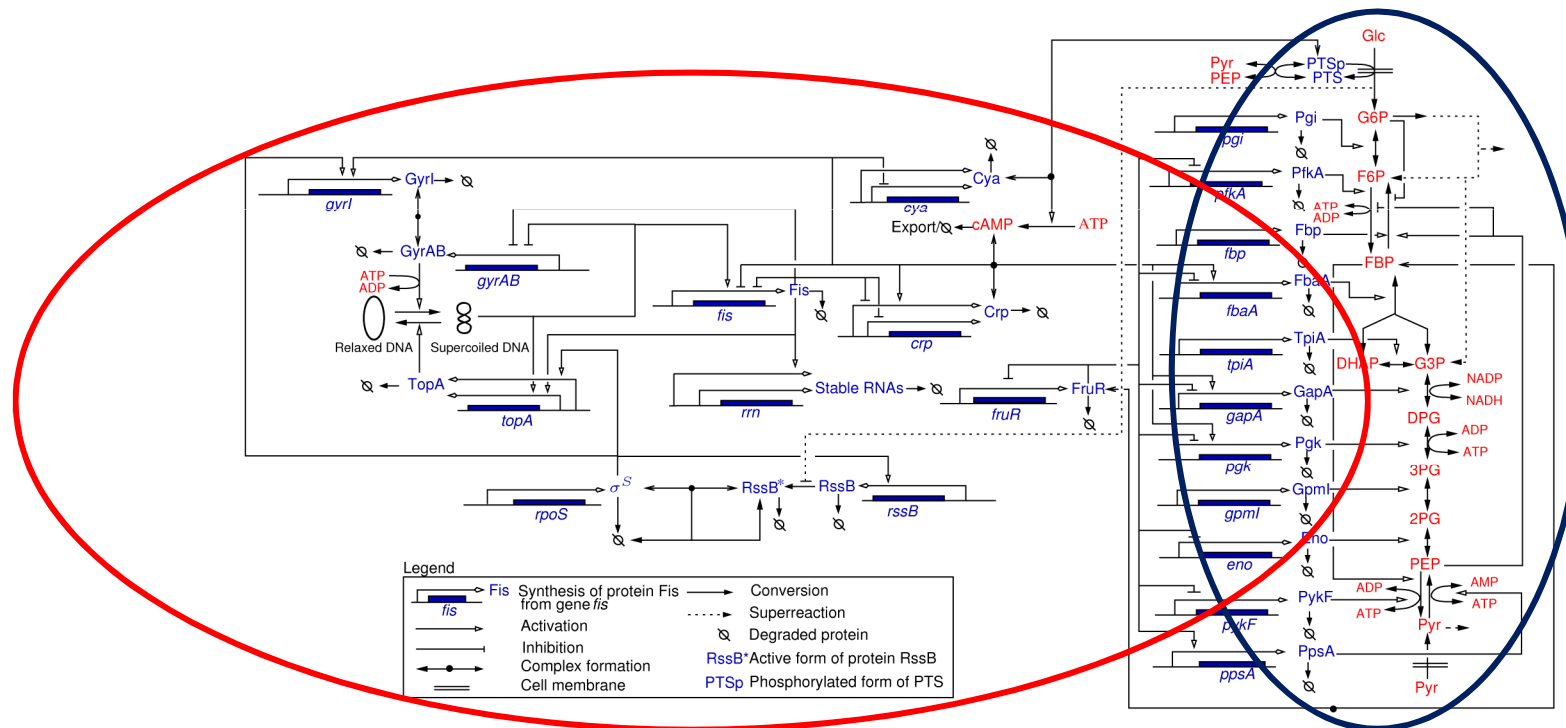 Glc
Pyr
PTSp
PEP
PTS
Pgi
G6P
pgi
PfkA
F6P
pfkA
ATP
ADP
Fbp
fbp
FBP
FbaA
fbaA
TpiA
DHAP
G3P
tpiA
GapA
NADP
NADH
gapA
DPG
Pgk
ADP
ATP
pgk
3PG
GpmI
gpmI
2PG
Eno
eno
PEP
ADP
AMP
PykF
ATP
ATP
pykF
Pyr
PpsA
ppsA
Pyr
GyrI
gyrI
Cya
cya
Export/Ø
cAMP
ATP
GyrAB
gyrAB
ATP
ADP
Fis
fis
Crp
crp
Relaxed DNA
Supercoiled DNA
TopA
topA
Stable RNAs
rrn
FruR
fruR
σS
rpoS
RssB*
RssB
rssB
Legend
Fis Synthesis of protein Fis
from gene fis
fis
Activation
Inhibition
Complex formation
Cell membrane
Conversion
Superreaction
Ø Degraded protein
RssB* Active form of protein RssB
PTSp Phosphorylated form of PTS